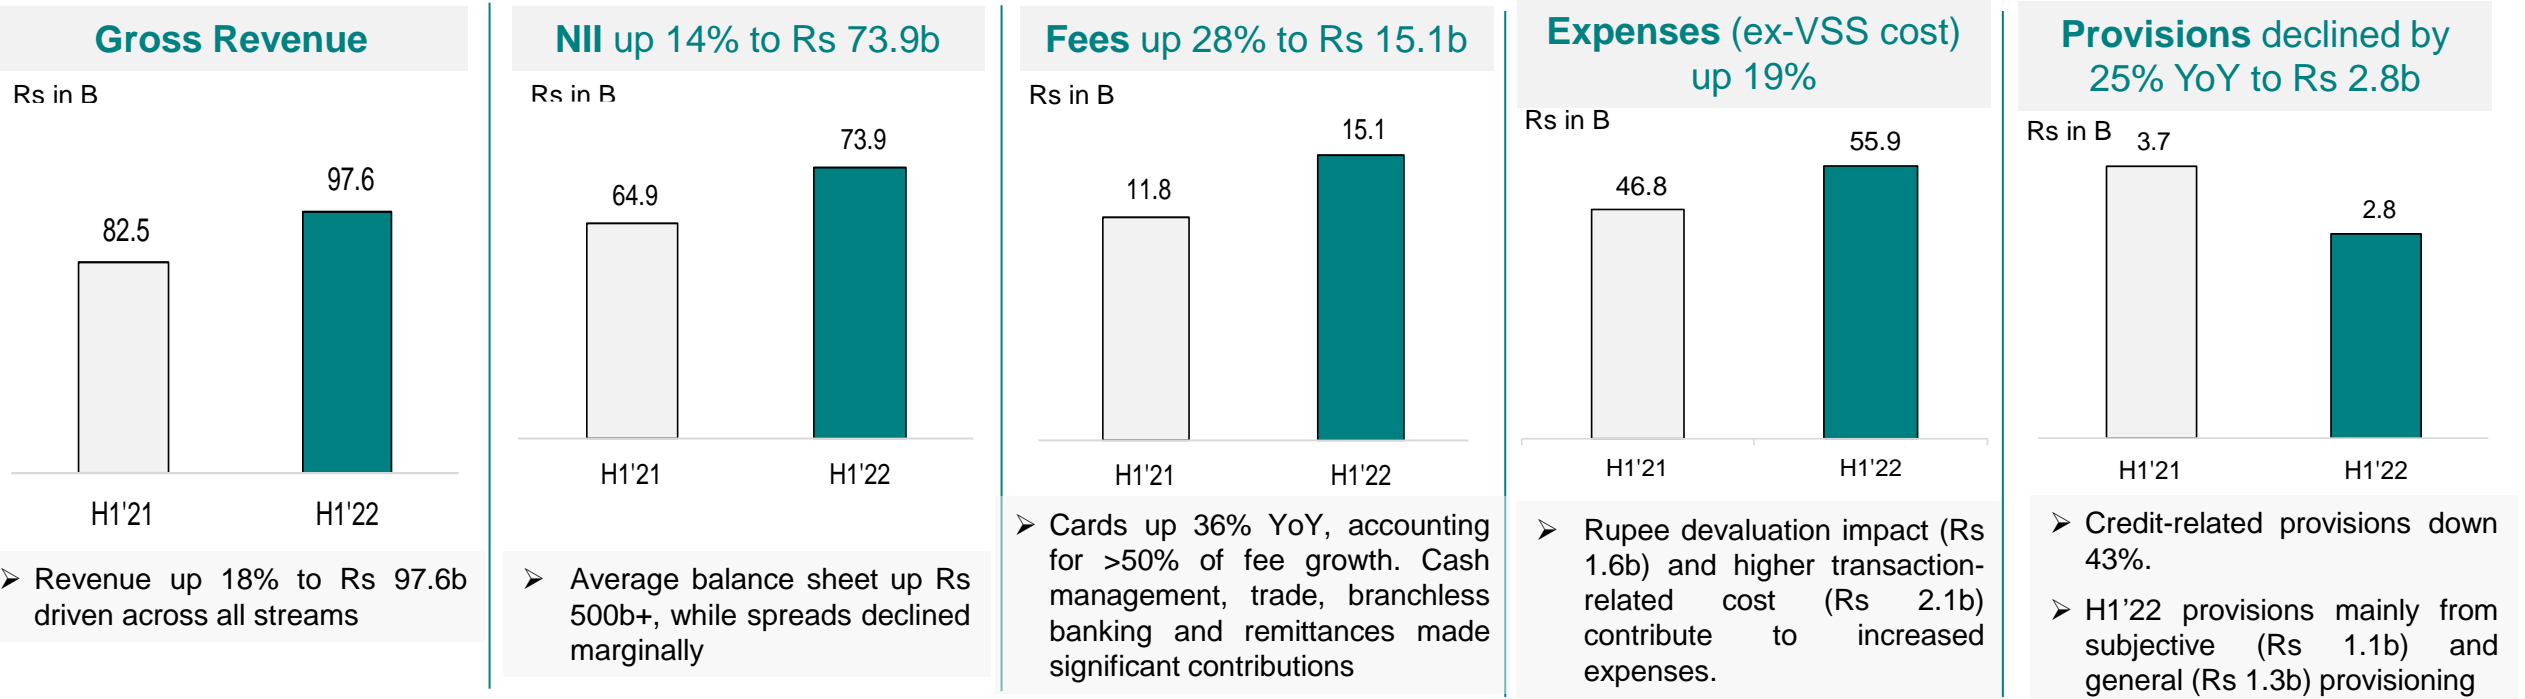 Gross Revenue
Rs in B
82.5
97.6
H1'21
H1'22
➢ Revenue up 18% to Rs 97.6b
driven across all streams
NII up 14% to Rs 73.9b
Rs in B
64.9
73.9
H1'21
H1'22
➢ Average balance sheet up Rs
500b+, while spreads declined
marginally
Fees up 28% to Rs 15.1b
Rs in B
11.8
15.1
H1'21
H1'22
➢ Cards up 36% YoY, accounting
for >50% of fee growth. Cash
management, trade, branchless
banking and remittances made
significant contributions
Expenses (ex-VSS cost)
up 19%
Rs in B
46.8
55.9
H1'21
H1'22
➢ Rupee devaluation impact (Rs
1.6b) and higher transaction-
related cost (Rs 2.1b)
contribute to increased
expenses.
Provisions declined by
25% YoY to Rs 2.8b
Rs in B
3.7
2.8
H1'21
H1'22
➢ Credit-related provisions down
43%.
➢ H1’22 provisions mainly from
subjective (Rs 1.1b) and
general (Rs 1.3b) provisioning